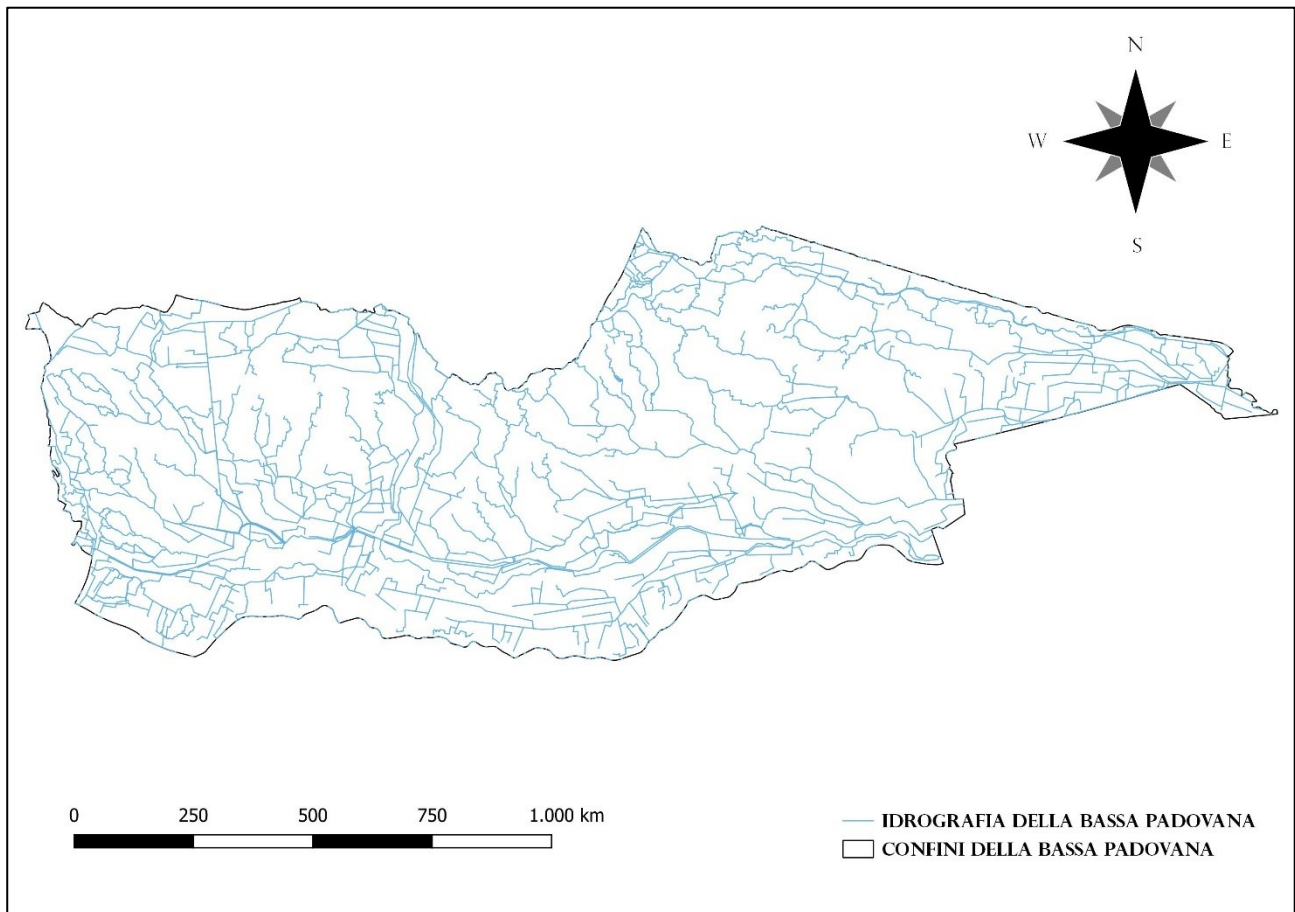 N
W E
S
0 250 500 750 1.000 km
IDROGRAFIA DELLA BASSA PADOVANA
CONFINI DELLA BASSA PADOVANA